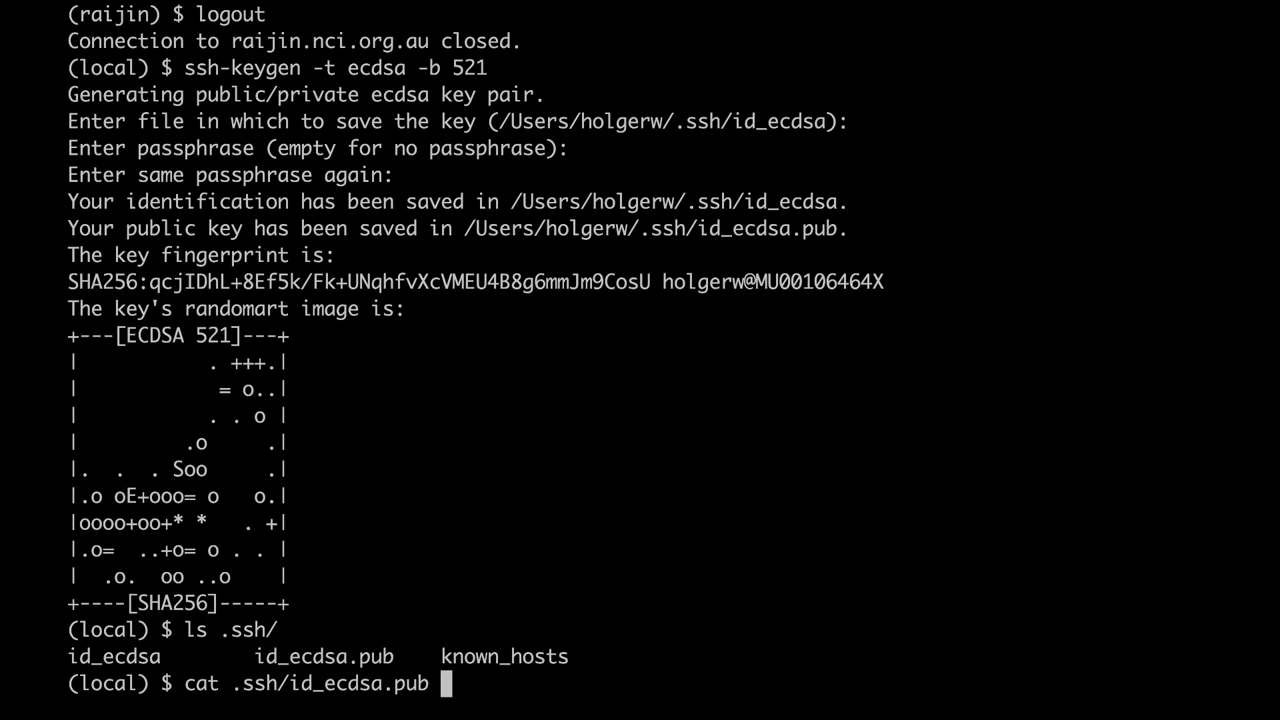 (raijin) $ logout
Connection to raijin.nci.org.au closed.
(local) $ ssh-keygen -t ecdsa -b 521
Generating public/private ecdsa key pair.
Enter file in which to save the key (/Users/holgerw/.ssh/id_ecdsa):
Enter passphrase (empty for no passphrase):
Enter same passphrase again:
Your identification has been saved in /Users/holgerw/.ssh/id_ecdsa.
Your public key has been saved in /Users/holgerw/.ssh/id_ecdsa.pub.
The key fingerprint is:
SHA256:qcjIDhL+8Ef5k/Fk+UNqhfvXcVMEU4B8g6mmJm9CosU holgerw@MU00106464X
The key's randomart image is:
+---[ECDSA 521]---+
|           . +++.|
|            = o..|
|           . . o |
|         .o     .|
|.  .  . Soo     .|
|.o oE+ooo= o   o.|
|oooo+oo+* *   . +|
|.o=  ..+o= o . . |
|  .o.  oo ..o    |
+----[SHA256]-----+
(local) $ ls .ssh/
id_ecdsa        id_ecdsa.pub    known_hosts
(local) $ cat .ssh/id_ecdsa.pub